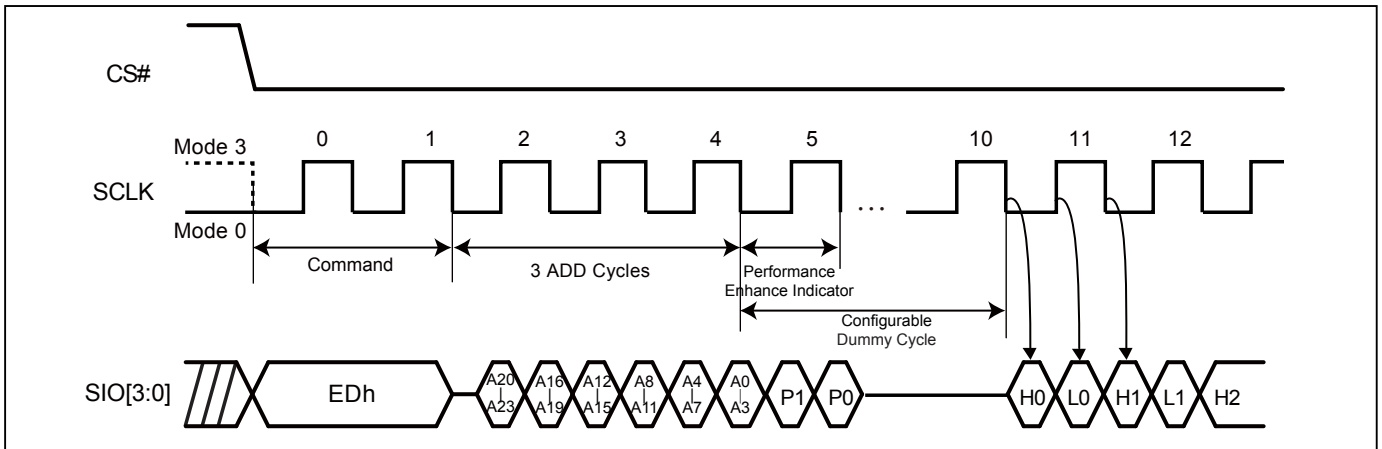 CS#
0 1 2 3 4 5 10 11 12
Mode 3
SCLK
...
Mode 0
Command
3 ADD Cycles
Performance
Enhance Indicator
Configurable
Dummy Cycle
SIO[3:0]
EDh
A20 A16 A12 A8 A4 A0
| | | | | |
A23 A19 A15 A11 A7 A3
P1 P0 H0 L0 H1 L1 H2